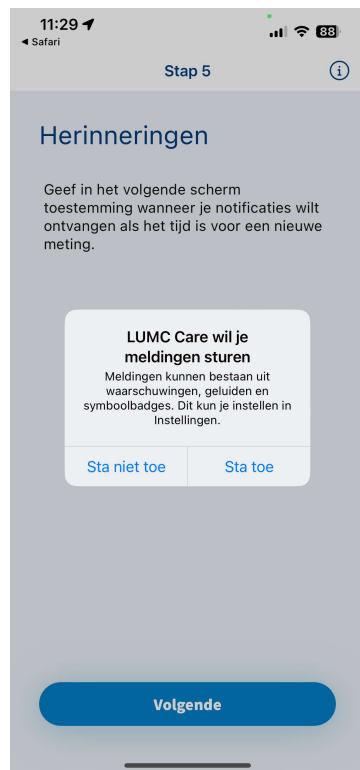 11:29
◀ Safari
88
Stap 5
Herinneringen
Geef in het volgende scherm
toestemming wanneer je notificaties wilt
ontvangen als het tijd is voor een nieuwe
meting.
LUMC Care wil je
meldingen sturen
Meldingen kunnen bestaan uit
waarschuwingen, geluiden en
symboolbadges. Dit kun je instellen in
Instellingen.
Sta niet toe
Sta toe
Volgende